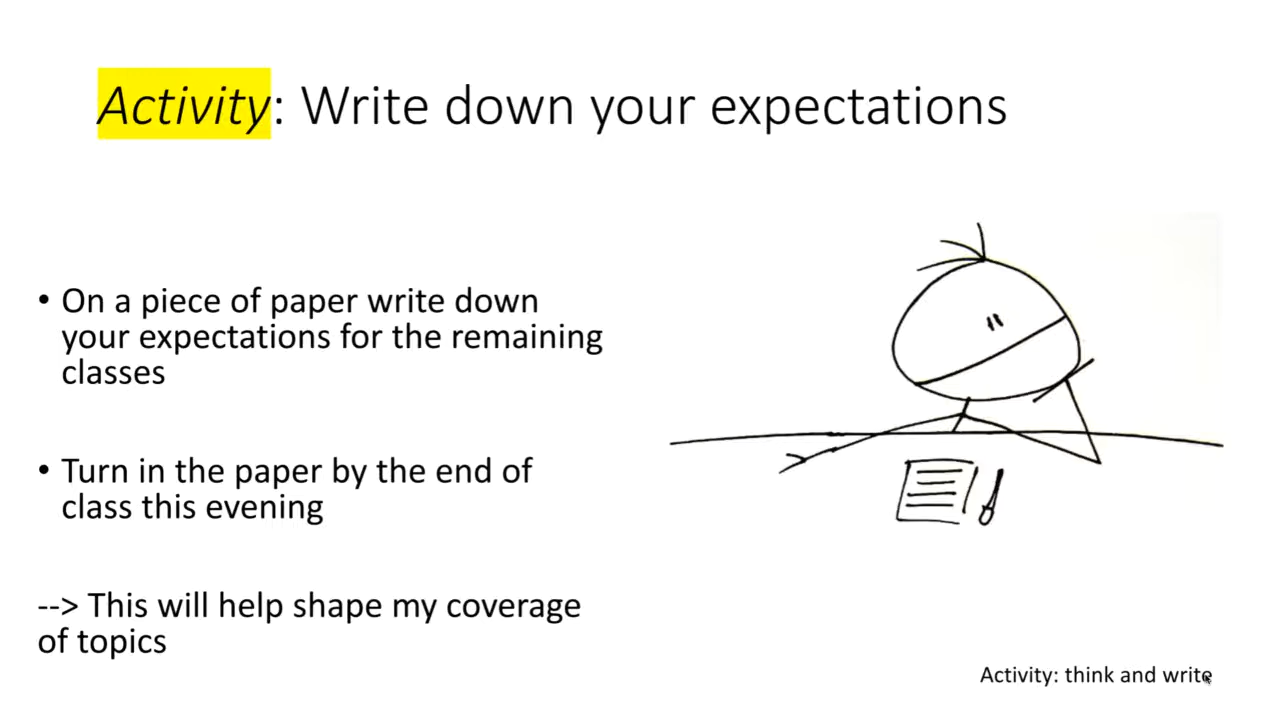 Activity: Write down your expectations
• On a piece of paper write down
your expectations for the remaining
classes
• Turn in the paper by the end of
class this evening
--> This will help shape my coverage
of topics
Activity: think and write